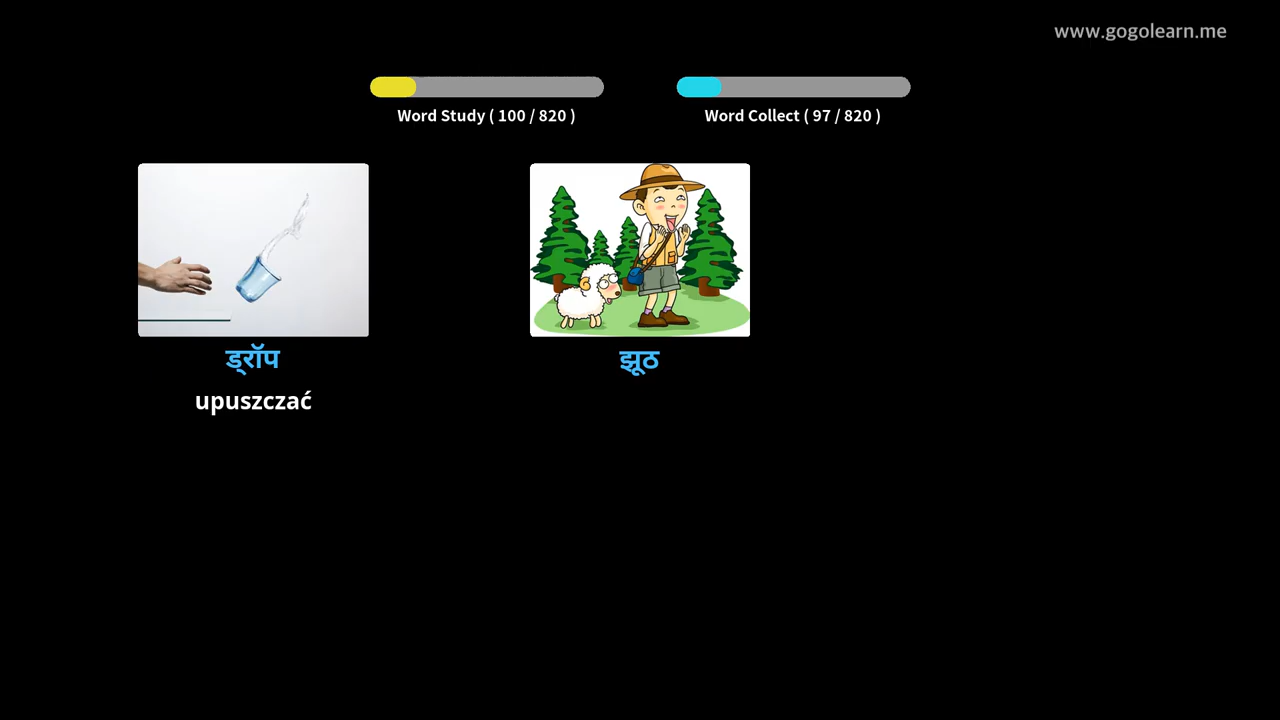 www.gogolearn.me
Word Study ( 100 / 820 )
Word Collect ( 97 / 820 )
ड्रॉप
झूठ
upuszczać